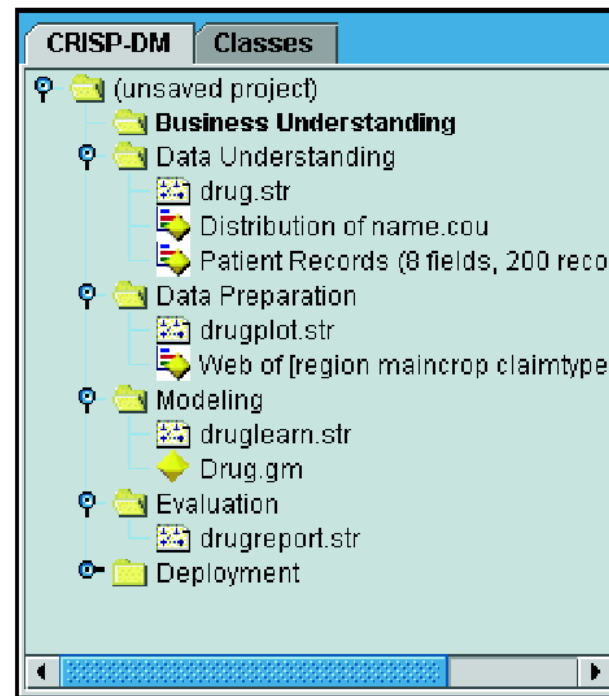 CRISP-DM Classes
(unsaved project)
Business Understanding
Data Understanding
drug.str
Distribution of name.cou
Patient Records (8 fields, 200 reco
Data Preparation
drugplot.str
Web of [region maincrop claimtype
Modeling
druglearn.str
Drug.gm
Evaluation
drugreport.str
Deployment